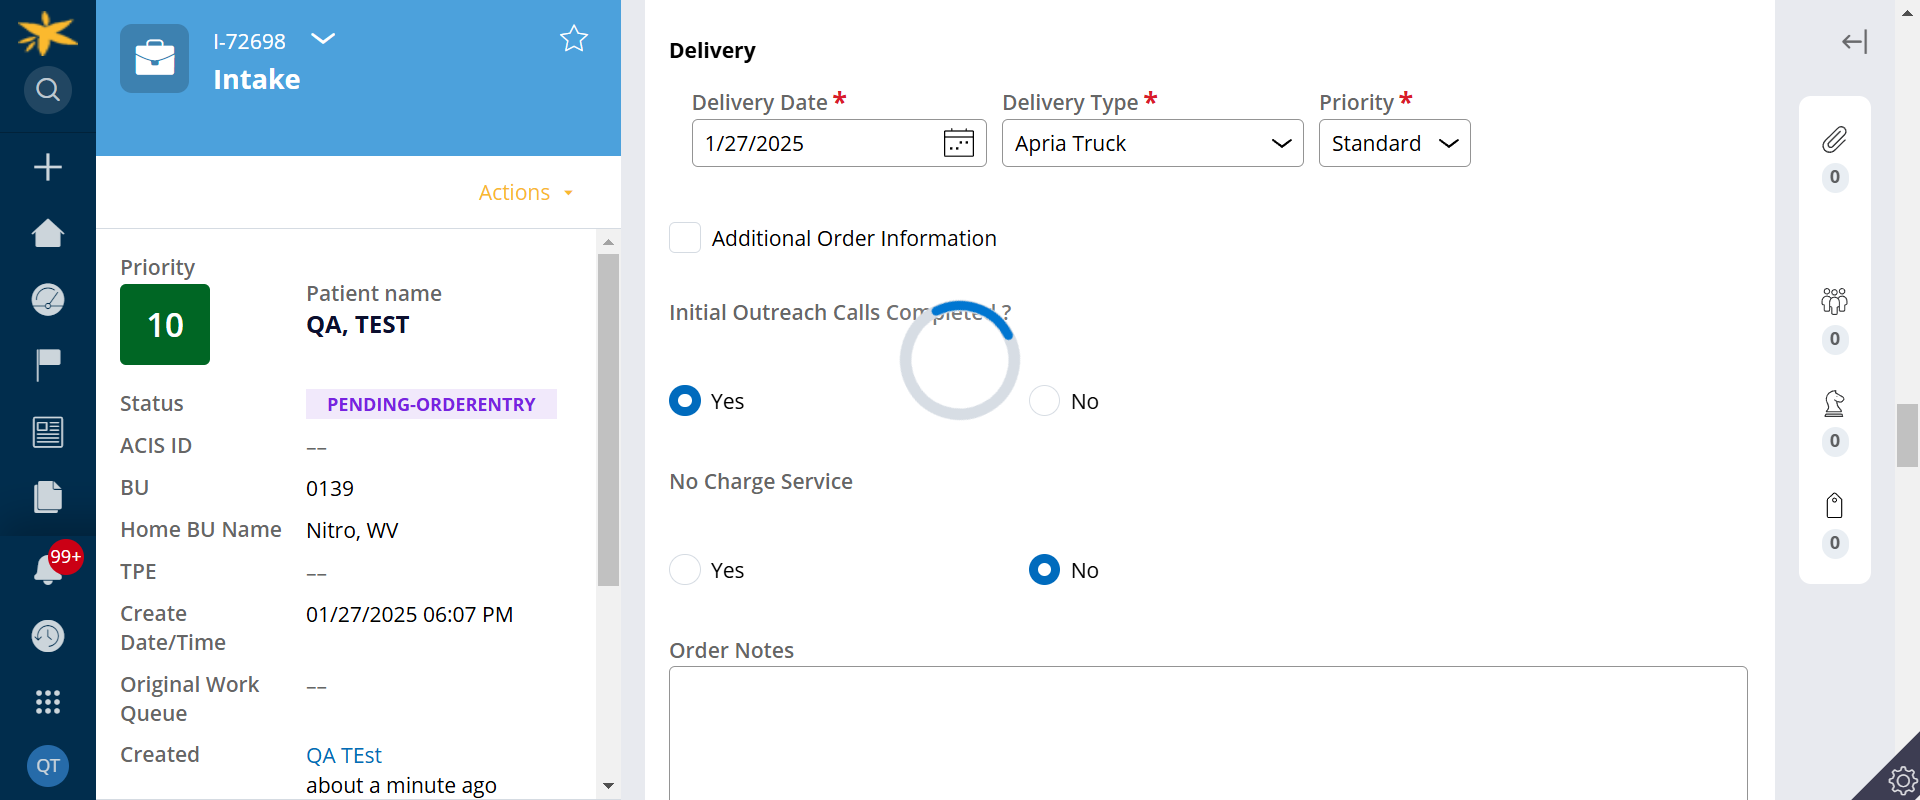 I-72698
Intake
Actions
Priority
10
Patient name
QA, TEST
Status
PENDING-ORDERENTRY
ACIS ID
––
BU
0139
Home BU Name
Nitro, WV
TPE
––
Create
Date/Time
01/27/2025 06:07 PM
Original Work
Queue
––
Created
QA TEst
about a minute ago
99+
QT
Delivery
Delivery Date *
Delivery Type *
Priority *
1/27/2025
Apria Truck
Standard
Additional Order Information
Initial Outreach Calls Completed ?
Yes
No
No Charge Service
Yes
No
Order Notes
0
0
0
0